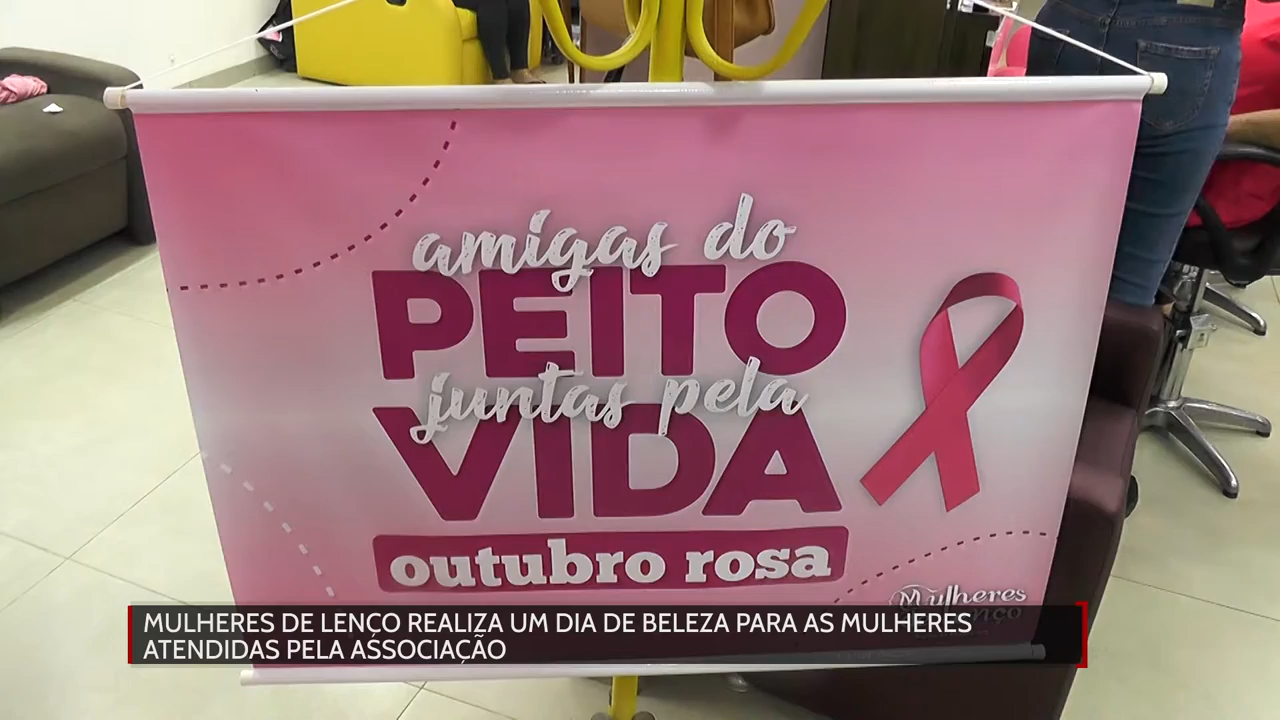 amigas do
PEITO
juntas pela
VIDA
outubro rosa
Mulheres
MULHERES DE LENÇO REALIZA UM DIA DE BELEZA PARA AS MULHERES
ATENDIDAS PELA ASSOCIAÇÃO